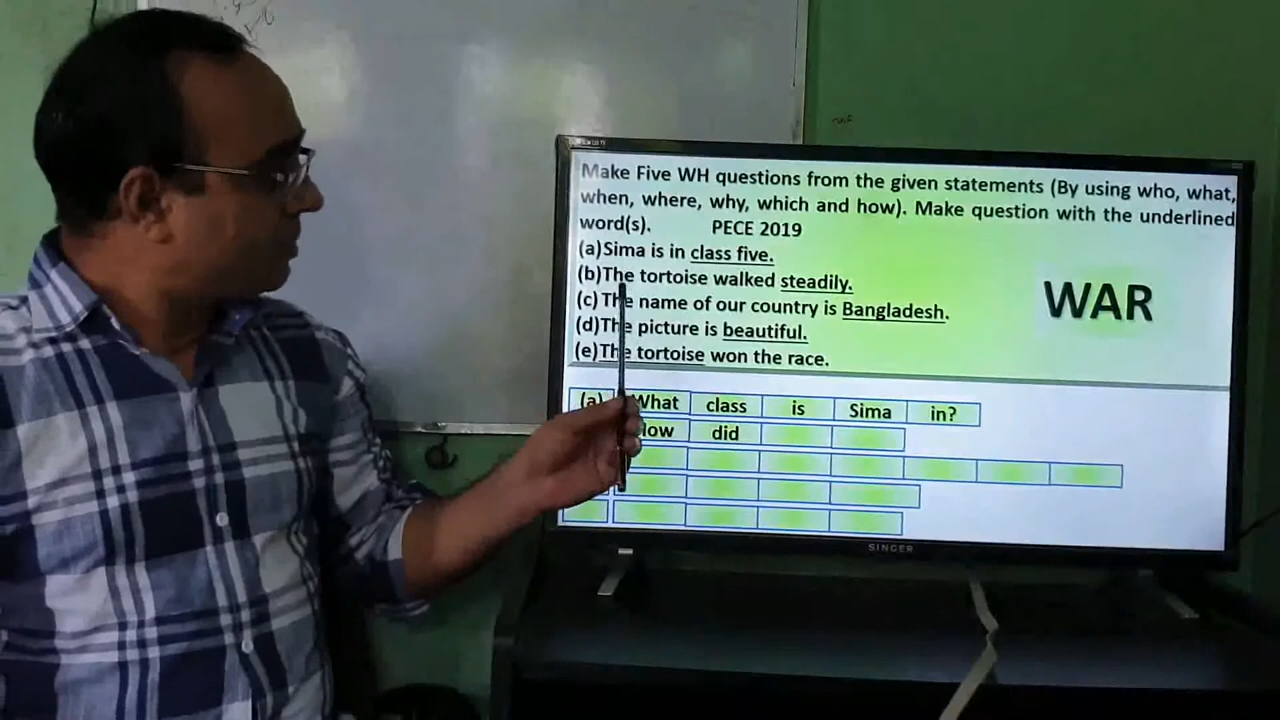 Make Five WH questions from the given statements (By using who, what,
when, where, why, which and how). Make question with the underlined
word(s). PECE 2019
(a)Sima is in class five.
(b)The tortoise walked steadily.
(c) The name of our country is Bangladesh.
(d)The picture is beautiful.
(e)The tortoise won the race.
WAR
(a) What class is Sima in?
did
SINGER